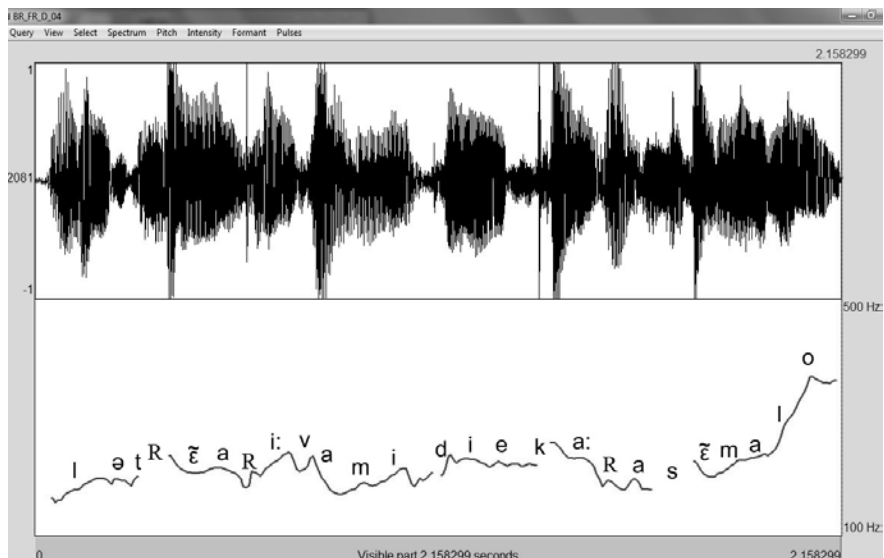 BR_FR_D_04
Query View Select Spectrum Pitch Intensity Formant Pulses
2.158299
1
2081
-1
500 Hz
l ə t R ɛ̃ a R i: v a m i d i e k a: R a s ɛ̃ m a l o
100 Hz
0 Visible part 2.158299 seconds 2.158299